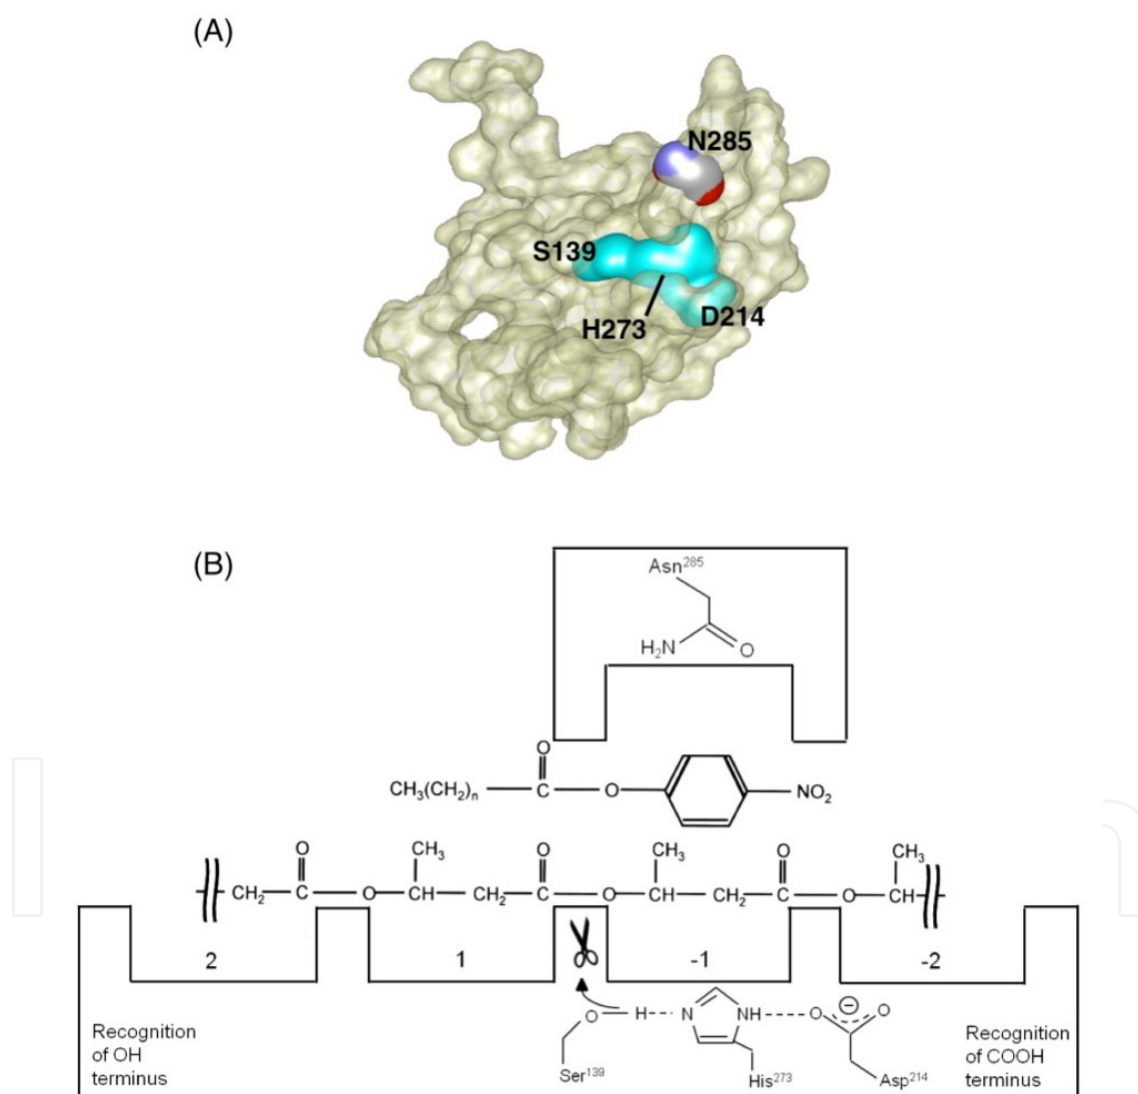 (A)
N285
S139
H273
D214
(B)
Asn285
H2N
O
O
CH3(CH2)n
C
O
NO2
O
CH3
O
CH3
O
CH3
CH2
C
O
CH
CH2
C
O
CH
CH2
C
O
CH
2
1
-1
-2
Recognition
of OH
terminus
O
H
N
NH
O
⊖
O
Ser139
His273
Asp214
Recognition
of COOH
terminus